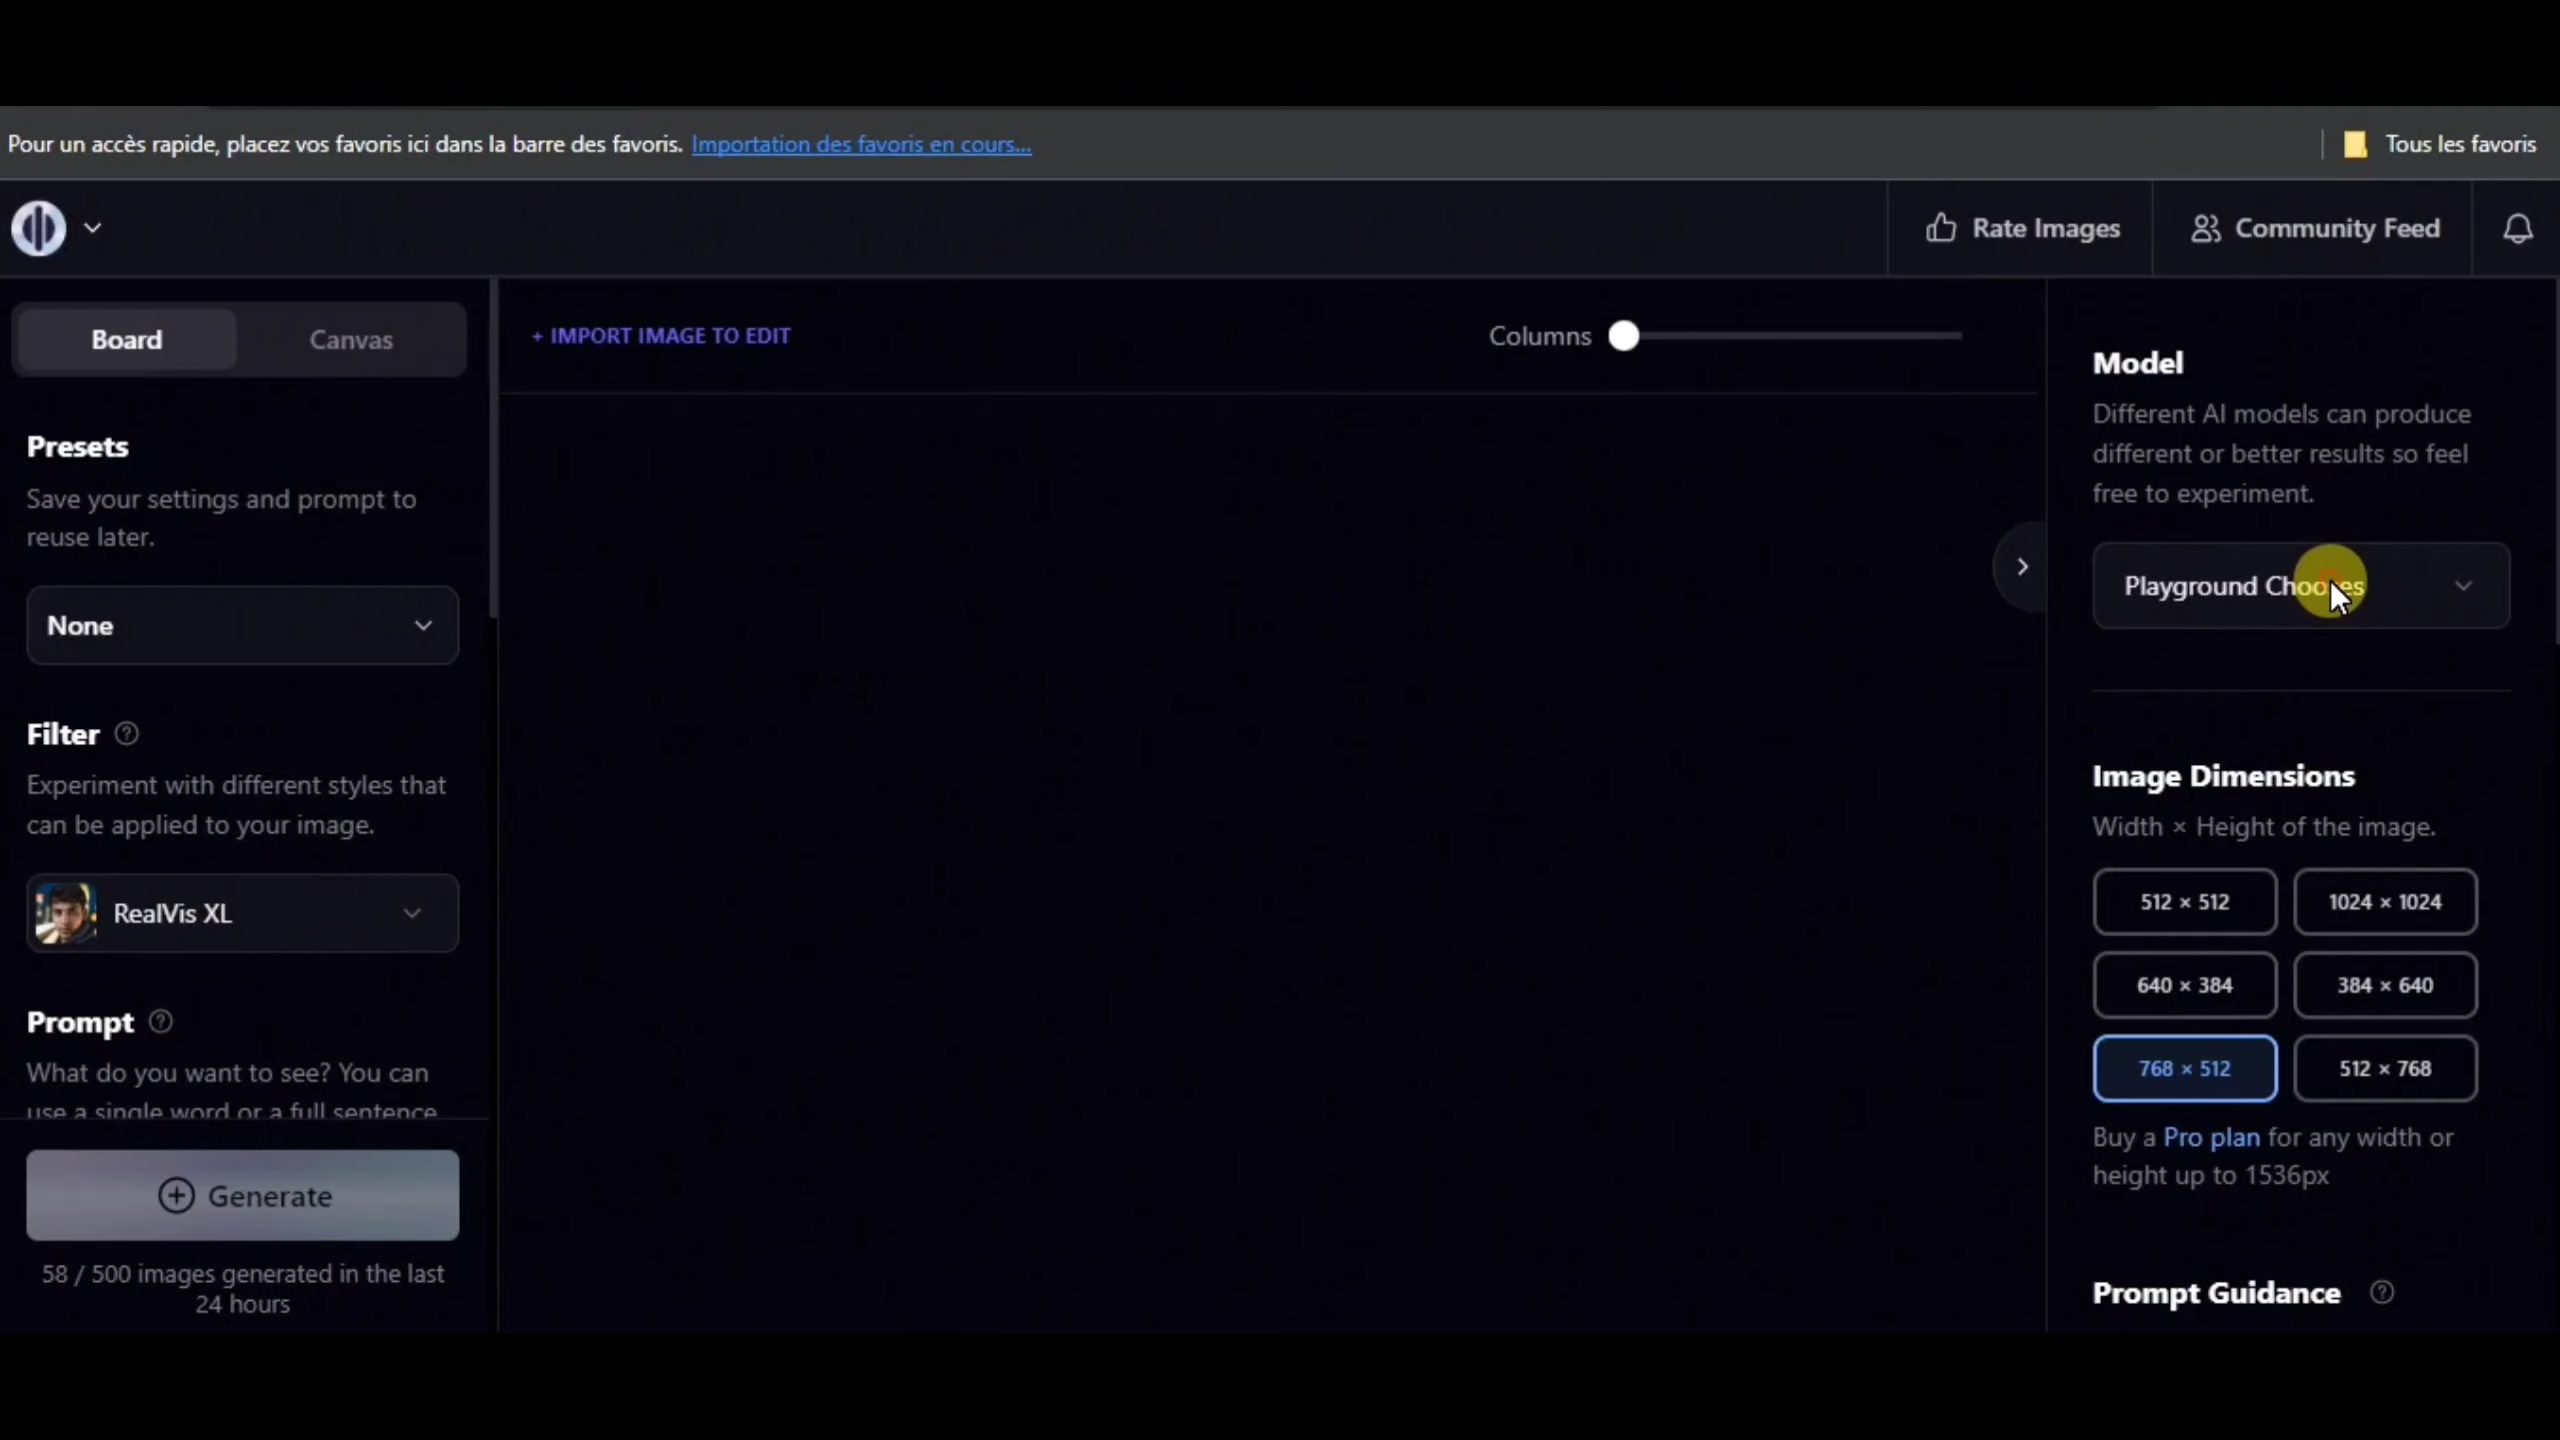 Pour un accès rapide, placez vos favoris ici dans la barre des favoris. Importation des favoris en cours...
Tous les favoris
Rate Images
Community Feed
Board
Canvas
+ IMPORT IMAGE TO EDIT
Columns
Presets
Save your settings and prompt to
reuse later.
None
Filter
Experiment with different styles that
can be applied to your image.
RealVis XL
Prompt
What do you want to see? You can
use a single word or a full sentence
Generate
58 / 500 images generated in the last
24 hours
Model
Different AI models can produce
different or better results so feel
free to experiment.
Playground Chooses
Image Dimensions
Width × Height of the image.
512 × 512
1024 × 1024
640 × 384
384 × 640
768 × 512
512 × 768
Buy a Pro plan for any width or
height up to 1536px
Prompt Guidance